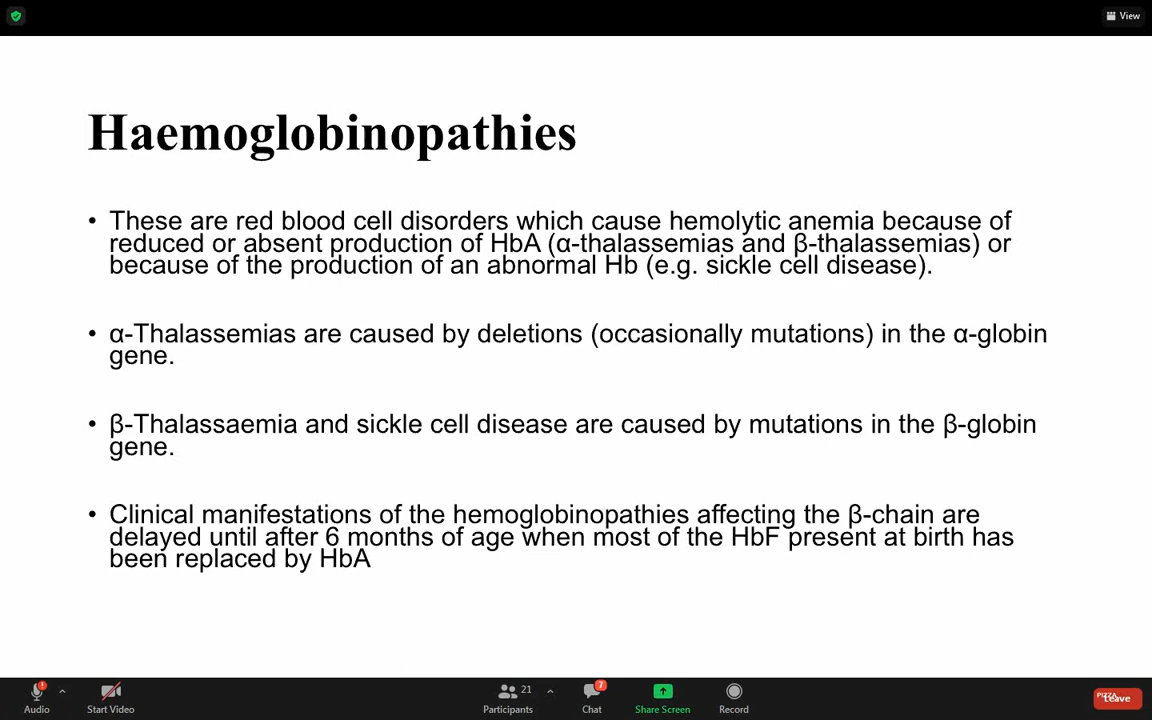 View
Haemoglobinopathies
• These are red blood cell disorders which cause hemolytic anemia because of
reduced or absent production of HbA (α-thalassemias and β-thalassemias) or
because of the production of an abnormal Hb (e.g. sickle cell disease).
• α-Thalassemias are caused by deletions (occasionally mutations) in the α-globin
gene.
• β-Thalassaemia and sickle cell disease are caused by mutations in the β-globin
gene.
• Clinical manifestations of the hemoglobinopathies affecting the β-chain are
delayed until after 6 months of age when most of the HbF present at birth has
been replaced by HbA
! 21 7 PIZZA
Audio Start Video Participants Chat Share Screen Record Leave